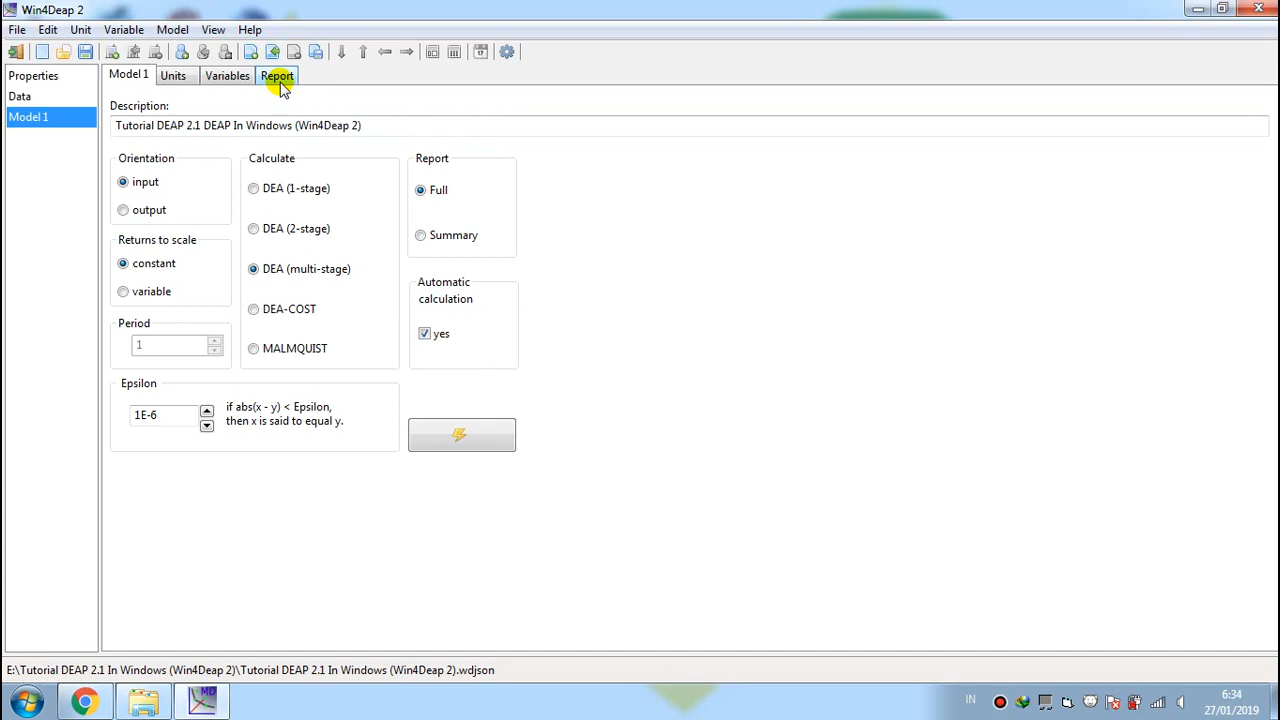 Win4Deap 2
File Edit Unit Variable Model View Help
Properties
Data
Model 1
Model 1 Units Variables Report
Description:
Tutorial DEAP 2.1 DEAP In Windows (Win4Deap 2)
Orientation
input
output
Returns to scale
constant
variable
Period
1
Calculate
DEA (1-stage)
DEA (2-stage)
DEA (multi-stage)
DEA-COST
MALMQUIST
Report
Full
Summary
Automatic
calculation
yes
Epsilon
1E-6
if abs(x - y) < Epsilon,
then x is said to equal y.
E:\Tutorial DEAP 2.1 In Windows (Win4Deap 2)\Tutorial DEAP 2.1 In Windows (Win4Deap 2).wdjson
MD
IN
6:34
27/01/2019